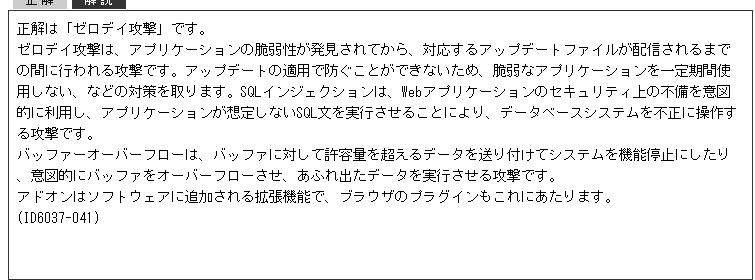 正解 解説
正解は「ゼロデイ攻撃」です。
ゼロデイ攻撃は、アプリケーションの脆弱性が発見されてから、対応するアップデートファイルが配信されるまで
の間に行われる攻撃です。アップデートの適用で防ぐことができないため、脆弱なアプリケーションを一定期間使
用しない、などの対策を取ります。SQLインジェクションは、Webアプリケーションのセキュリティ上の不備を意図
的に利用し、アプリケーションが想定しないSQL文を実行させることにより、データベースシステムを不正に操作す
る攻撃です。
バッファーオーバーフローは、バッファに対して許容量を超えるデータを送り付けてシステムを機能停止にしたり
、意図的にバッファをオーバーフローさせ、あふれ出たデータを実行させる攻撃です。
アドオンはソフトウェアに追加される拡張機能で、ブラウザのプラグインもこれにあたります。
(ID6037-041)